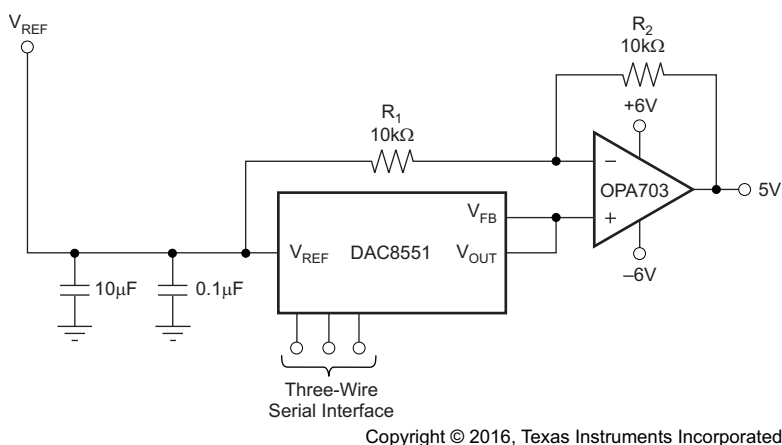 V_REF
R_2
10kΩ
+6V
R_1
10kΩ
−
OPA703
+
5V
V_FB
V_REF
DAC8551
V_OUT
–6V
10μF
0.1μF
Three-Wire
Serial Interface
Copyright © 2016, Texas Instruments Incorporated